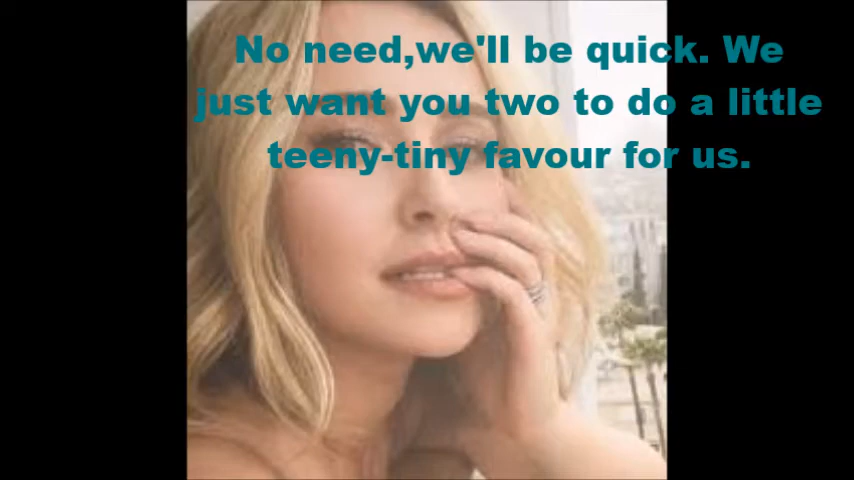 No need,we'll be quick. We
just want you two to do a little
teeny-tiny favour for us.